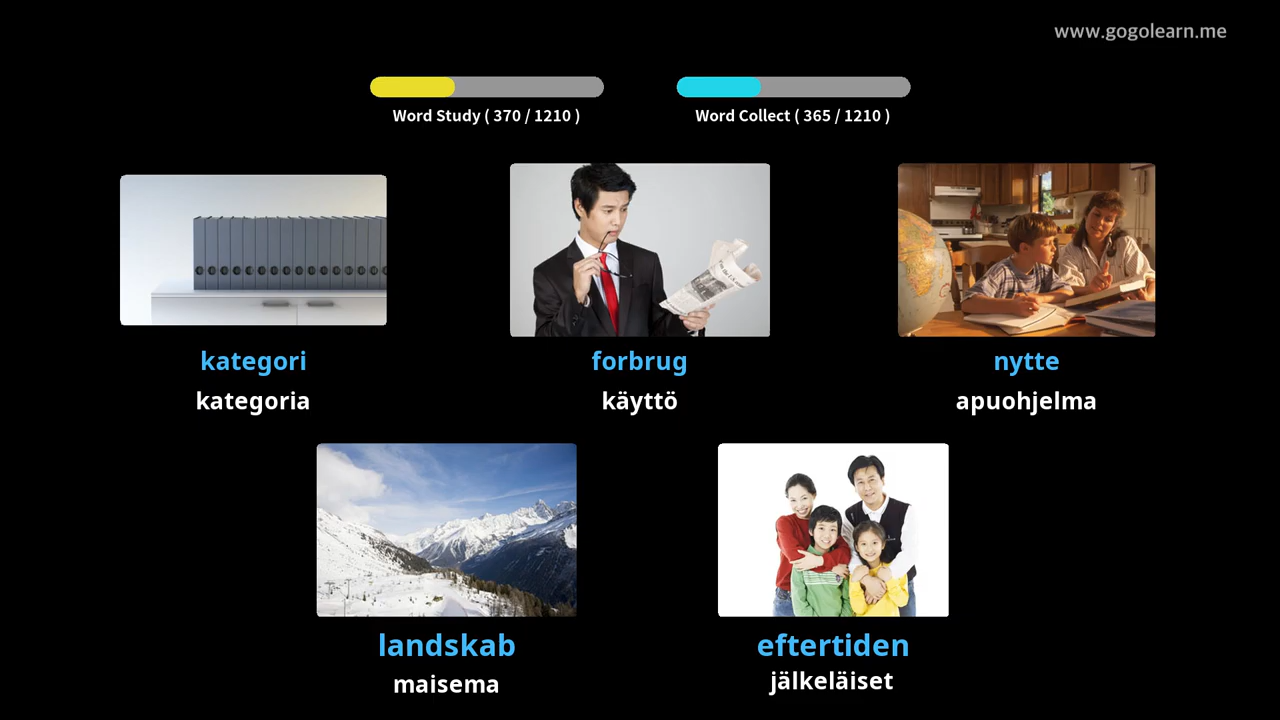 www.gogolearn.me
Word Study ( 370 / 1210 )
Word Collect ( 365 / 1210 )
kategori
kategoria
forbrug
käyttö
nytte
apuohjelma
landskab
maisema
eftertiden
jälkeläiset